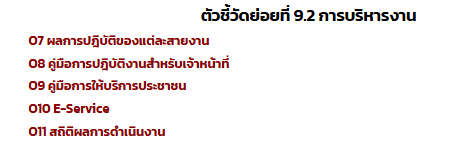 ตัวชี้วัดย่อยที่ 9.2 การบริหารงาน
O7 ผลการปฏิบัติของแต่ละสายงาน
O8 คู่มือการปฏิบัติงานสำหรับเจ้าหน้าที่
O9 คู่มือการให้บริการประชาชน
O10 E-Service
O11 สถิติผลการดำเนินงาน